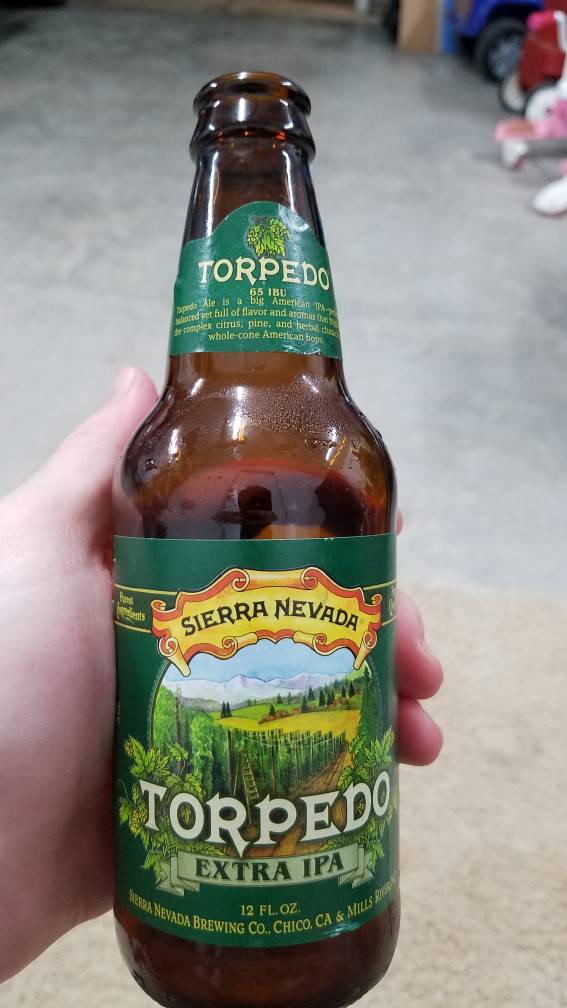 TORPEDO
65 IBU
Torpedo Ale is a big American IPA
balanced yet full of flavor and aromas that
the complex citrus, pine, and herbal
whole-cone American hops.
Purest
Ingredients
SIERRA NEVADA
TORPEDO
EXTRA IPA
12 FL. OZ.
SIERRA NEVADA BREWING CO., CHICO, CA & MILLS